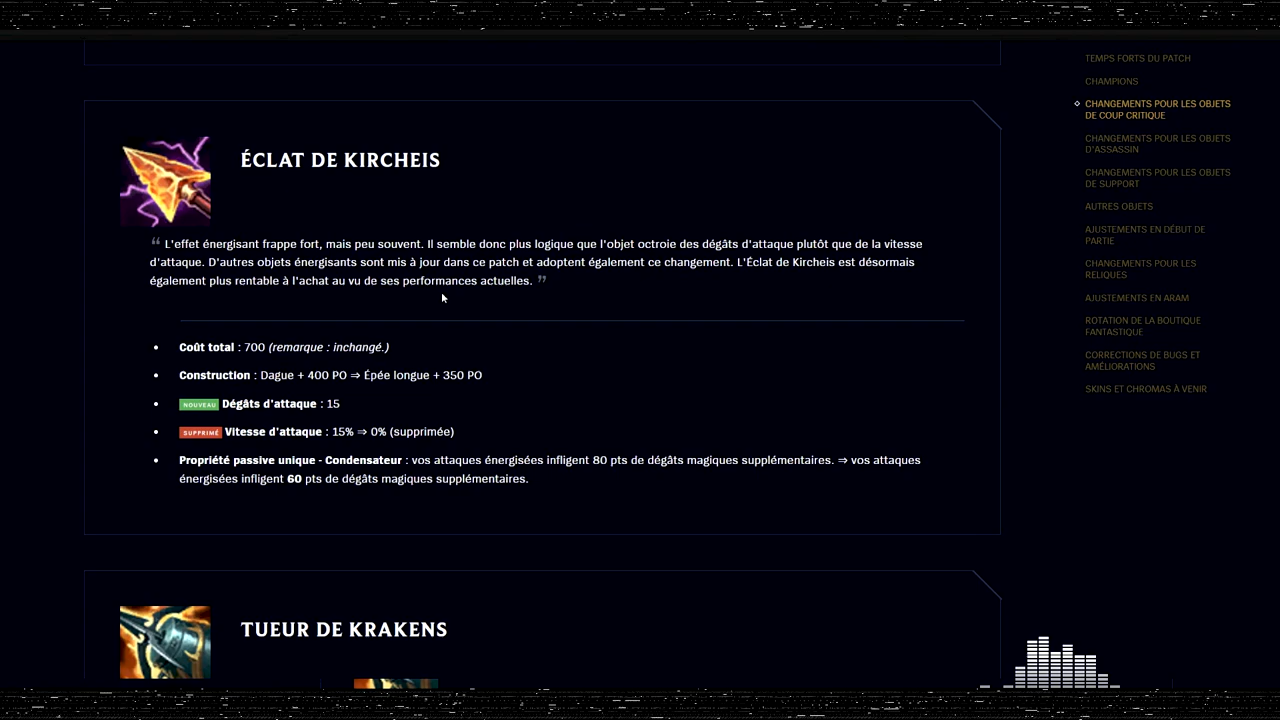 ÉCLAT DE KIRCHEIS
“ L'effet énergisant frappe fort, mais peu souvent. Il semble donc plus logique que l'objet octroie des dégâts d'attaque plutôt que de la vitesse
d'attaque. D'autres objets énergisants sont mis à jour dans ce patch et adoptent également ce changement. L'Éclat de Kircheis est désormais
également plus rentable à l'achat au vu de ses performances actuelles. ”
• Coût total : 700 (remarque : inchangé.)
• Construction : Dague + 400 PO ⇒ Épée longue + 350 PO
• NOUVEAU Dégâts d'attaque : 15
• SUPPRIMÉ Vitesse d'attaque : 15% ⇒ 0% (supprimée)
• Propriété passive unique - Condensateur : vos attaques énergisées infligent 80 pts de dégâts magiques supplémentaires. ⇒ vos attaques
énergisées infligent 60 pts de dégâts magiques supplémentaires.
TUEUR DE KRAKENS
TEMPS FORTS DU PATCH
CHAMPIONS
CHANGEMENTS POUR LES OBJETS
DE COUP CRITIQUE
CHANGEMENTS POUR LES OBJETS
D'ASSASSIN
CHANGEMENTS POUR LES OBJETS
DE SUPPORT
AUTRES OBJETS
AJUSTEMENTS EN DÉBUT DE
PARTIE
CHANGEMENTS POUR LES
RELIQUES
AJUSTEMENTS EN ARAM
ROTATION DE LA BOUTIQUE
FANTASTIQUE
CORRECTIONS DE BUGS ET
AMÉLIORATIONS
SKINS ET CHROMAS À VENIR